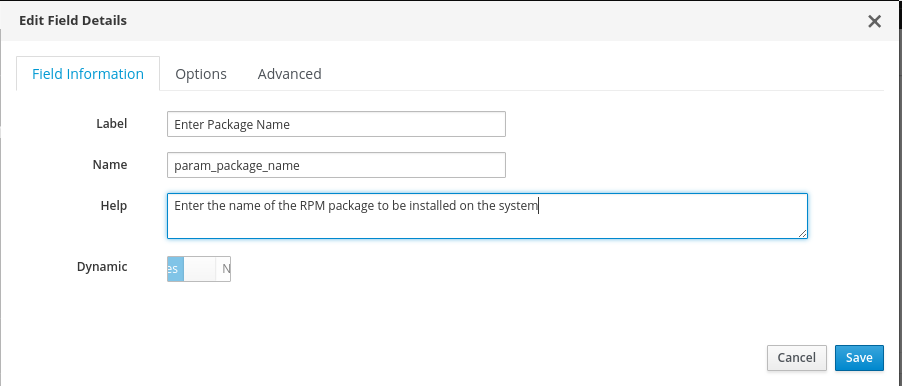 Edit Field Details
Field Information Options Advanced
Label Enter Package Name
Name param_package_name
Help Enter the name of the RPM package to be installed on the system
Dynamic es N
Cancel Save